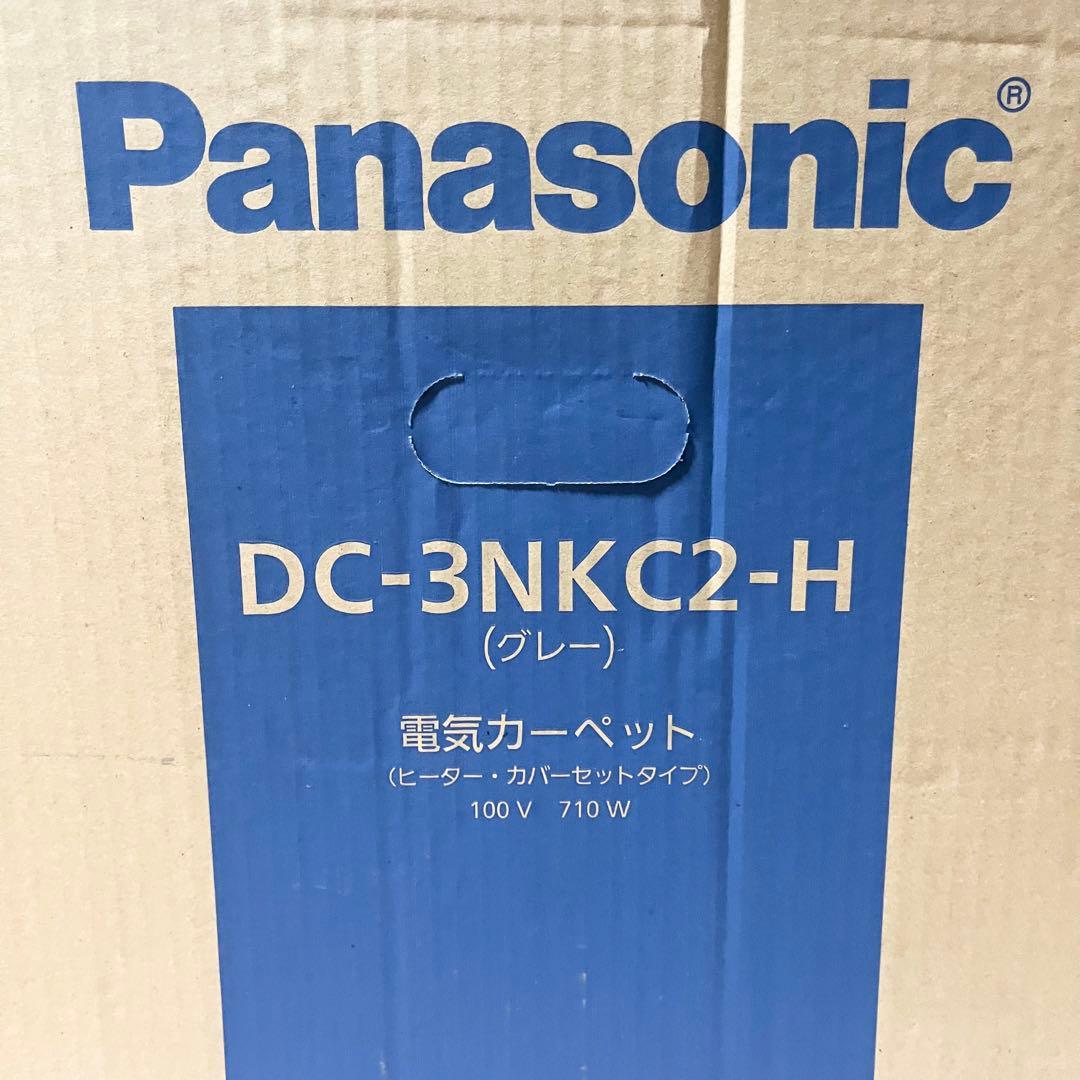 Panasonic®
DC-3NKC2-H
(グレー)
電気カーペット
(ヒーター・カバーセットタイプ)
100 V 710 W